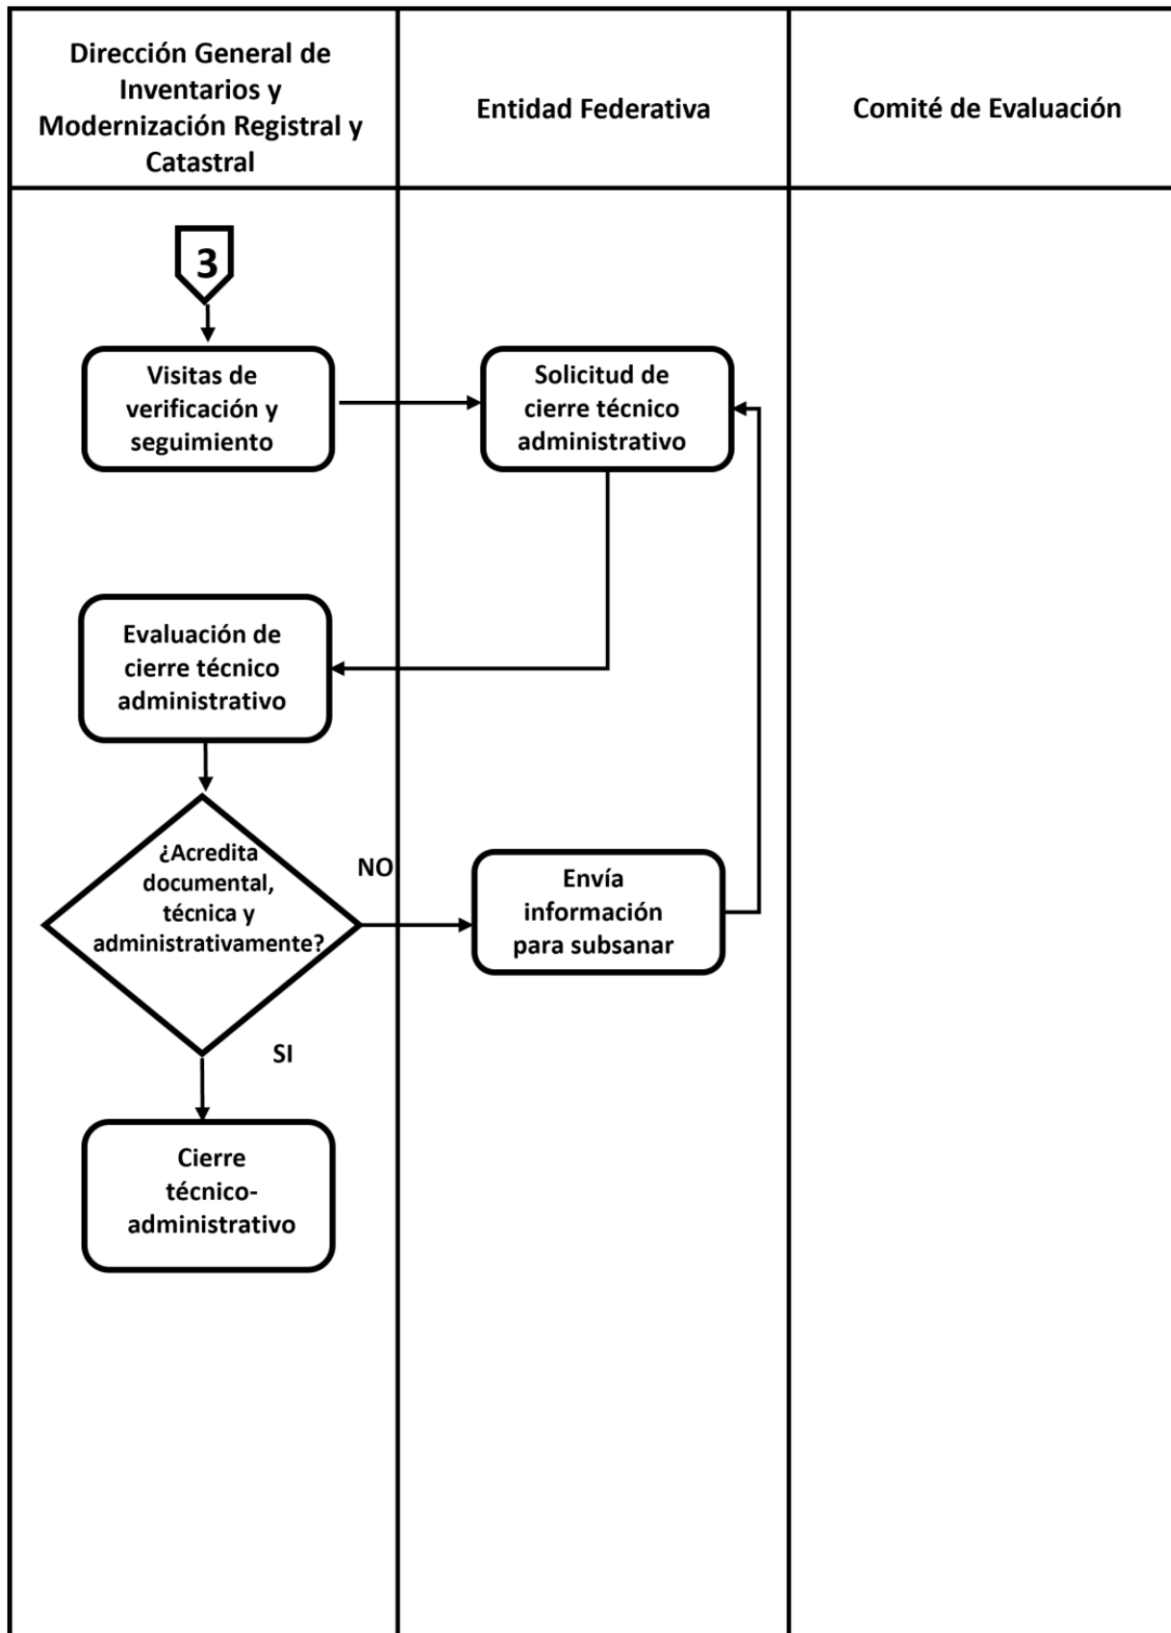 Dirección General de
Inventarios y
Modernización Registral y
Catastral
Entidad Federativa
Comité de Evaluación
3
Visitas de
verificación y
seguimiento
Solicitud de
cierre técnico
administrativo
Evaluación de
cierre técnico
administrativo
¿Acredita
documental,
técnica y
administrativamente?
NO
Envía
información
para subsanar
SI
Cierre
técnico-
administrativo